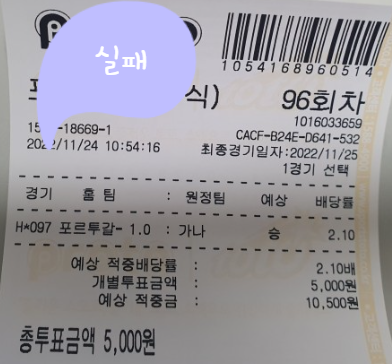 실패
10541689605 14
식) 96회차
1016033659
-18669-1 CACF-B24E-D641-532
2022/11/24 10:54:16 최종경기일자:2022/11/25
1경기 선택
경기 홈 팀 : 원정팀 예상 배당률
H*097 포르투갈- 1.0 : 가나 승 2.10
예상 적중배당률 : 2.10배
개별투표금액 : 5,000원
예상 적중금 : 10,500원
총투표금액 5,000원